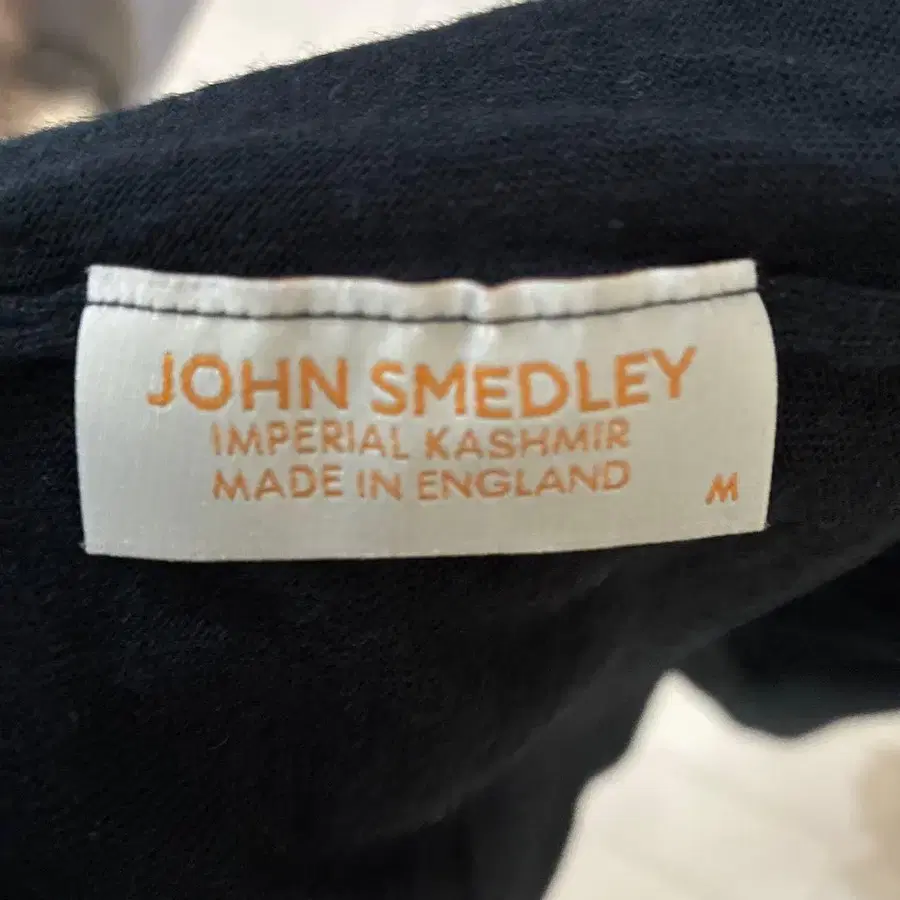 JOHN SMEDLEY
IMPERIAL KASHMIR
MADE IN ENGLAND
M